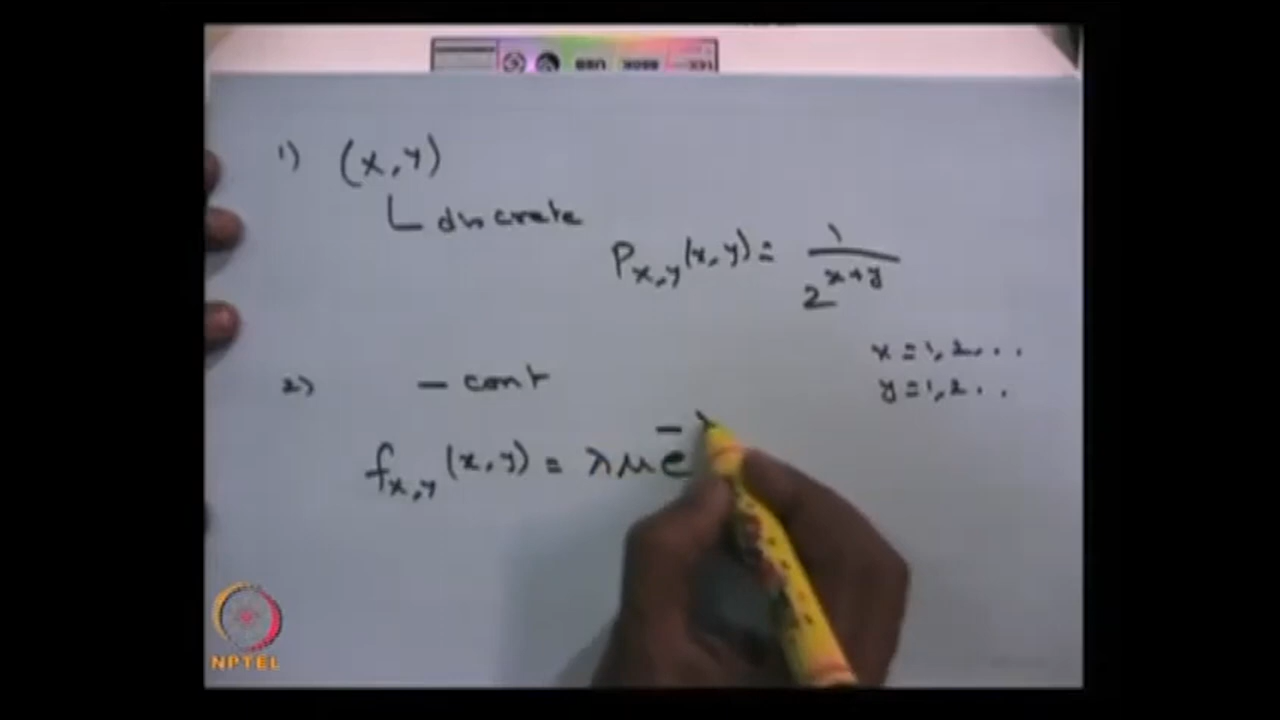 1) (x, y)
discrete
P_{x,y}(x, y) = 1 / 2^{x+y}
x = 1, 2, ...
y = 1, 2 ..
2) — cont
f_{x,y}(x, y) = λμe^{-λ
NPTEL